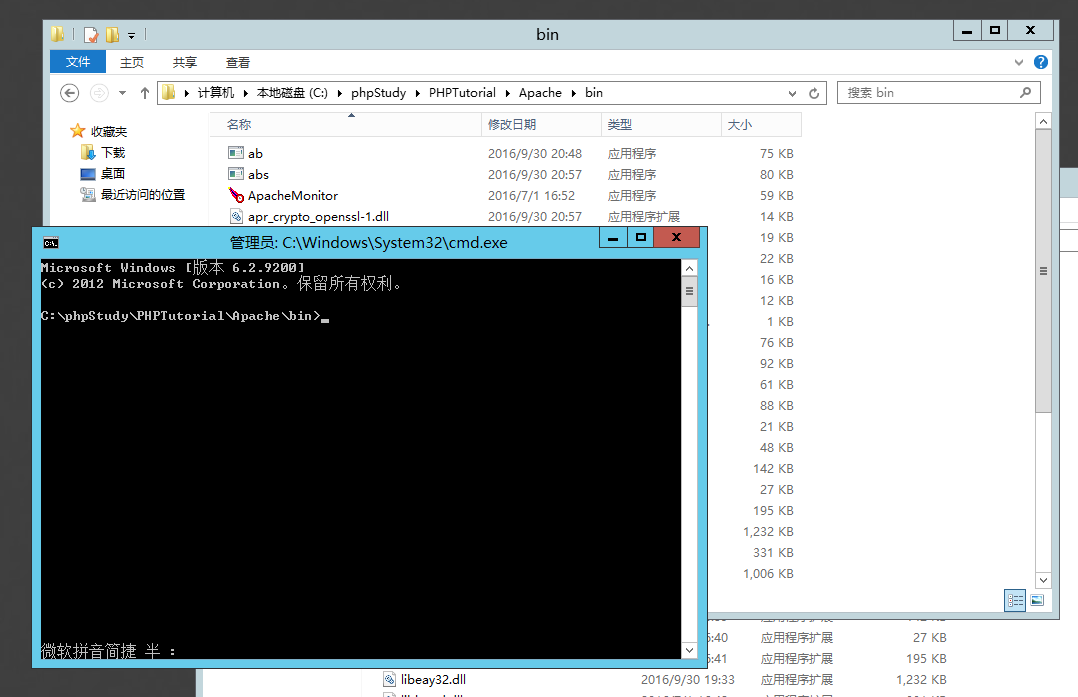 bin
文件 主页 共享 查看
计算机 本地磁盘 (C:) phpStudy PHPTutorial Apache bin
搜索 bin
收藏夹
下载
桌面
最近访问的位置
名称 修改日期 类型 大小
ab 2016/9/30 20:48 应用程序 75 KB
abs 2016/9/30 20:57 应用程序 80 KB
ApacheMonitor 2016/7/1 16:52 应用程序 59 KB
apr_crypto_openssl-1.dll 2016/9/30 20:57 应用程序扩展 14 KB
19 KB
22 KB
16 KB
12 KB
1 KB
76 KB
92 KB
61 KB
88 KB
21 KB
48 KB
142 KB
27 KB
195 KB
1,232 KB
331 KB
1,006 KB
管理员: C:\Windows\System32\cmd.exe
Microsoft Windows [版本 6.2.9200]
(c) 2012 Microsoft Corporation。保留所有权利。
C:\phpStudy\PHPTutorial\Apache\bin>
微软拼音简捷 半 :
:40 应用程序扩展 27 KB
:41 应用程序扩展 195 KB
libeay32.dll 2016/9/30 19:33 应用程序扩展 1,232 KB